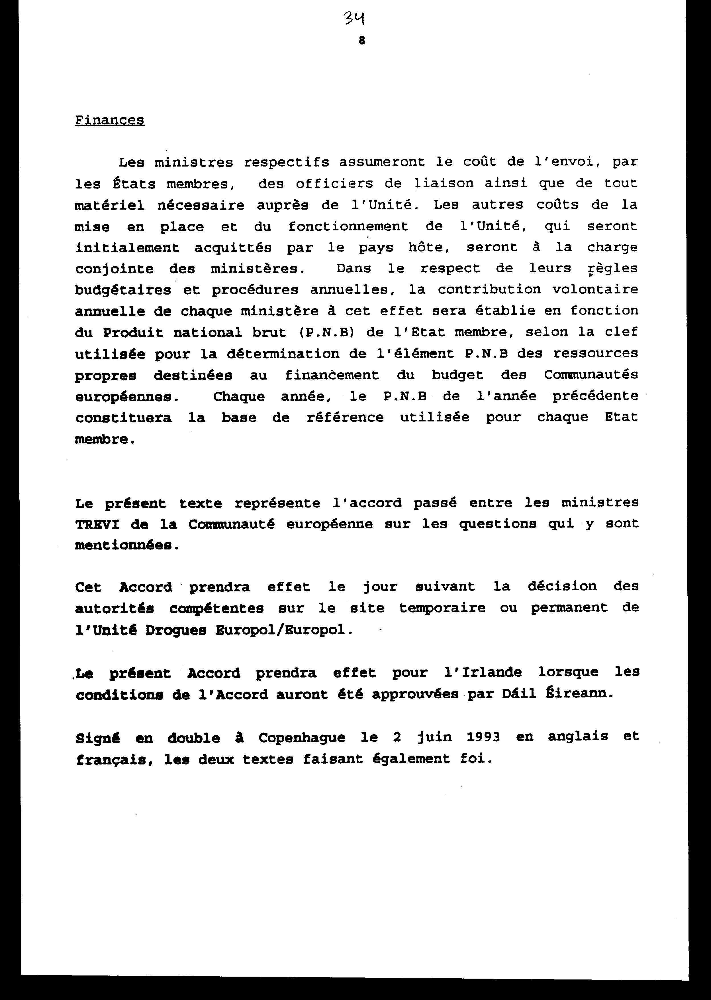 34
8
Finances
Les ministres respectifs assumeront le coût de l'envoi, par
les États membres, des officiers de liaison ainsi que de tout
matériel nécessaire auprès de l'Unité. Les autres coûts de la
mise en place et du fonctionnement de l'Unité, qui seront
initialement acquittés par le pays hôte, seront à la charge
conjointe des ministères. Dans le respect de leurs règles
budgétaires et procédures annuelles, la contribution volontaire
annuelle de chaque ministère à cet effet sera établie en fonction
du Produit national brut (P.N.B) de l'Etat membre, selon la clef
utilisée pour la détermination de l'élément P.N.B des ressources
propres destinées au financement du budget des Communautés
européennes. Chaque année, le P.N.B de l'année précédente
constituera la base de référence utilisée pour chaque Etat
membre.
Le présent texte représente l'accord passé entre les ministres
TREVI de la Communauté européenne sur les questions qui y sont
mentionnées.
Cet Accord prendra effet le jour suivant la décision des
autorités compétentes sur le site temporaire ou permanent de
l'Unité Drogues Europol/Europol.
Le présent Accord prendra effet pour l'Irlande lorsque les
conditions de l'Accord auront été approuvées par Dáil Éireann.
Signé en double à Copenhague le 2 juin 1993 en anglais et
français, les deux textes faisant également foi.